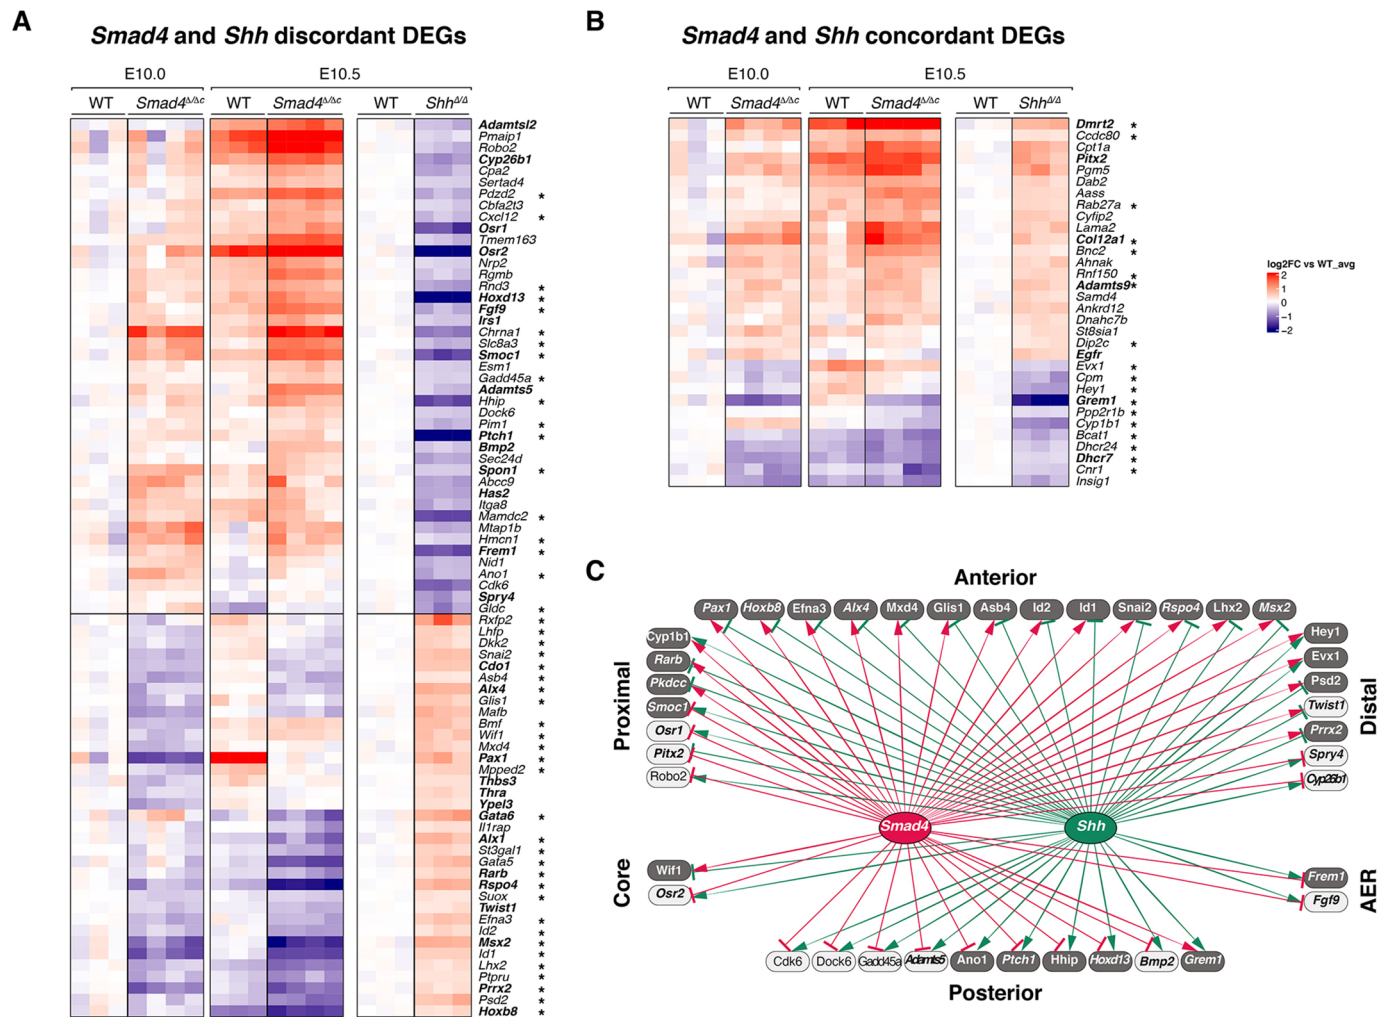 A
Smad4 and Shh discordant DEGs
E10.0
E10.5
WT
Smad4Δ/Δc
WT
Smad4Δ/Δc
WT
ShhΔ/Δ
Adamtsl2
Pmaip1
Robo2
Cyp26b1
Cpa2
Sertad4
Pdzd2 *
Cbfa2t3
Cxcl12 *
Osr1
Tmem163
Osr2 *
Nrp2
Rgmb
Rnd3 *
Hoxd13 *
Fgf9 *
Irs1
Chrna1 *
Slc8a3 *
Smoc1 *
Esm1
Gadd45a *
Adamts5
Hhip *
Dock6
Pim1 *
Ptch1 *
Bmp2
Sec24d
Spon1 *
Abcc9
Has2
Itga8
Mamdc2 *
Mtap1b
Hmcn1 *
Frem1 *
Nid1
Ano1 *
Cdk6
Spry4
Gldc *
Rxfp2 *
Lhfp *
Dkk2 *
Snai2 *
Cdo1 *
Asb4 *
Alx4 *
Glis1 *
Mafb
Bmf *
Wif1 *
Mxd4 *
Pax1 *
Mpped2 *
Thbs3
Thra
Ypel3
Gata6 *
Il1rap
Alx1 *
St3gal1 *
Gata5 *
Rarb *
Rspo4 *
Suox *
Twist1
Efna3 *
Id2 *
Msx2 *
Id1 *
Lhx2 *
Ptpru *
Prrx2 *
Psd2 *
Hoxb8 *
B
Smad4 and Shh concordant DEGs
E10.0
E10.5
WT
Smad4Δ/Δc
WT
Smad4Δ/Δc
WT
ShhΔ/Δ
Dmrt2 *
Ccdc80 *
Cpt1a
Pitx2
Pgm5
Dab2
Aass
Rab27a *
Cyfip2
Lama2
Col12a1 *
Bnc2 *
Ahnak
Rnf150 *
Adamts9*
Samd4
Ankrd12
Dnahc7b
St8sia1
Dip2c *
Egfr
Evx1 *
Cpm *
Hey1 *
Grem1 *
Ppp2r1b *
Cyp1b1 *
Bcat1 *
Dhcr24 *
Dhcr7 *
Cnr1 *
Insig1
log2FC vs WT_avg
2
1
0
−1
−2
C
Anterior
Pax1 Hoxb8 Efna3 Alx4 Mxd4 Glis1 Asb4 Id2 Id1 Snai2 Rspo4 Lhx2 Msx2
Proximal
Cyp1b1
Rarb
Pkdcc
Smoc1
Osr1
Pitx2
Robo2
Distal
Hey1
Evx1
Psd2
Twist1
Prrx2
Spry4
Cyp26b1
Smad4
Shh
Core
Wif1
Osr2
AER
Frem1
Fgf9
Cdk6 Dock6 Gadd45a Adamts5 Ano1 Ptch1 Hhip Hoxd13 Bmp2 Grem1
Posterior